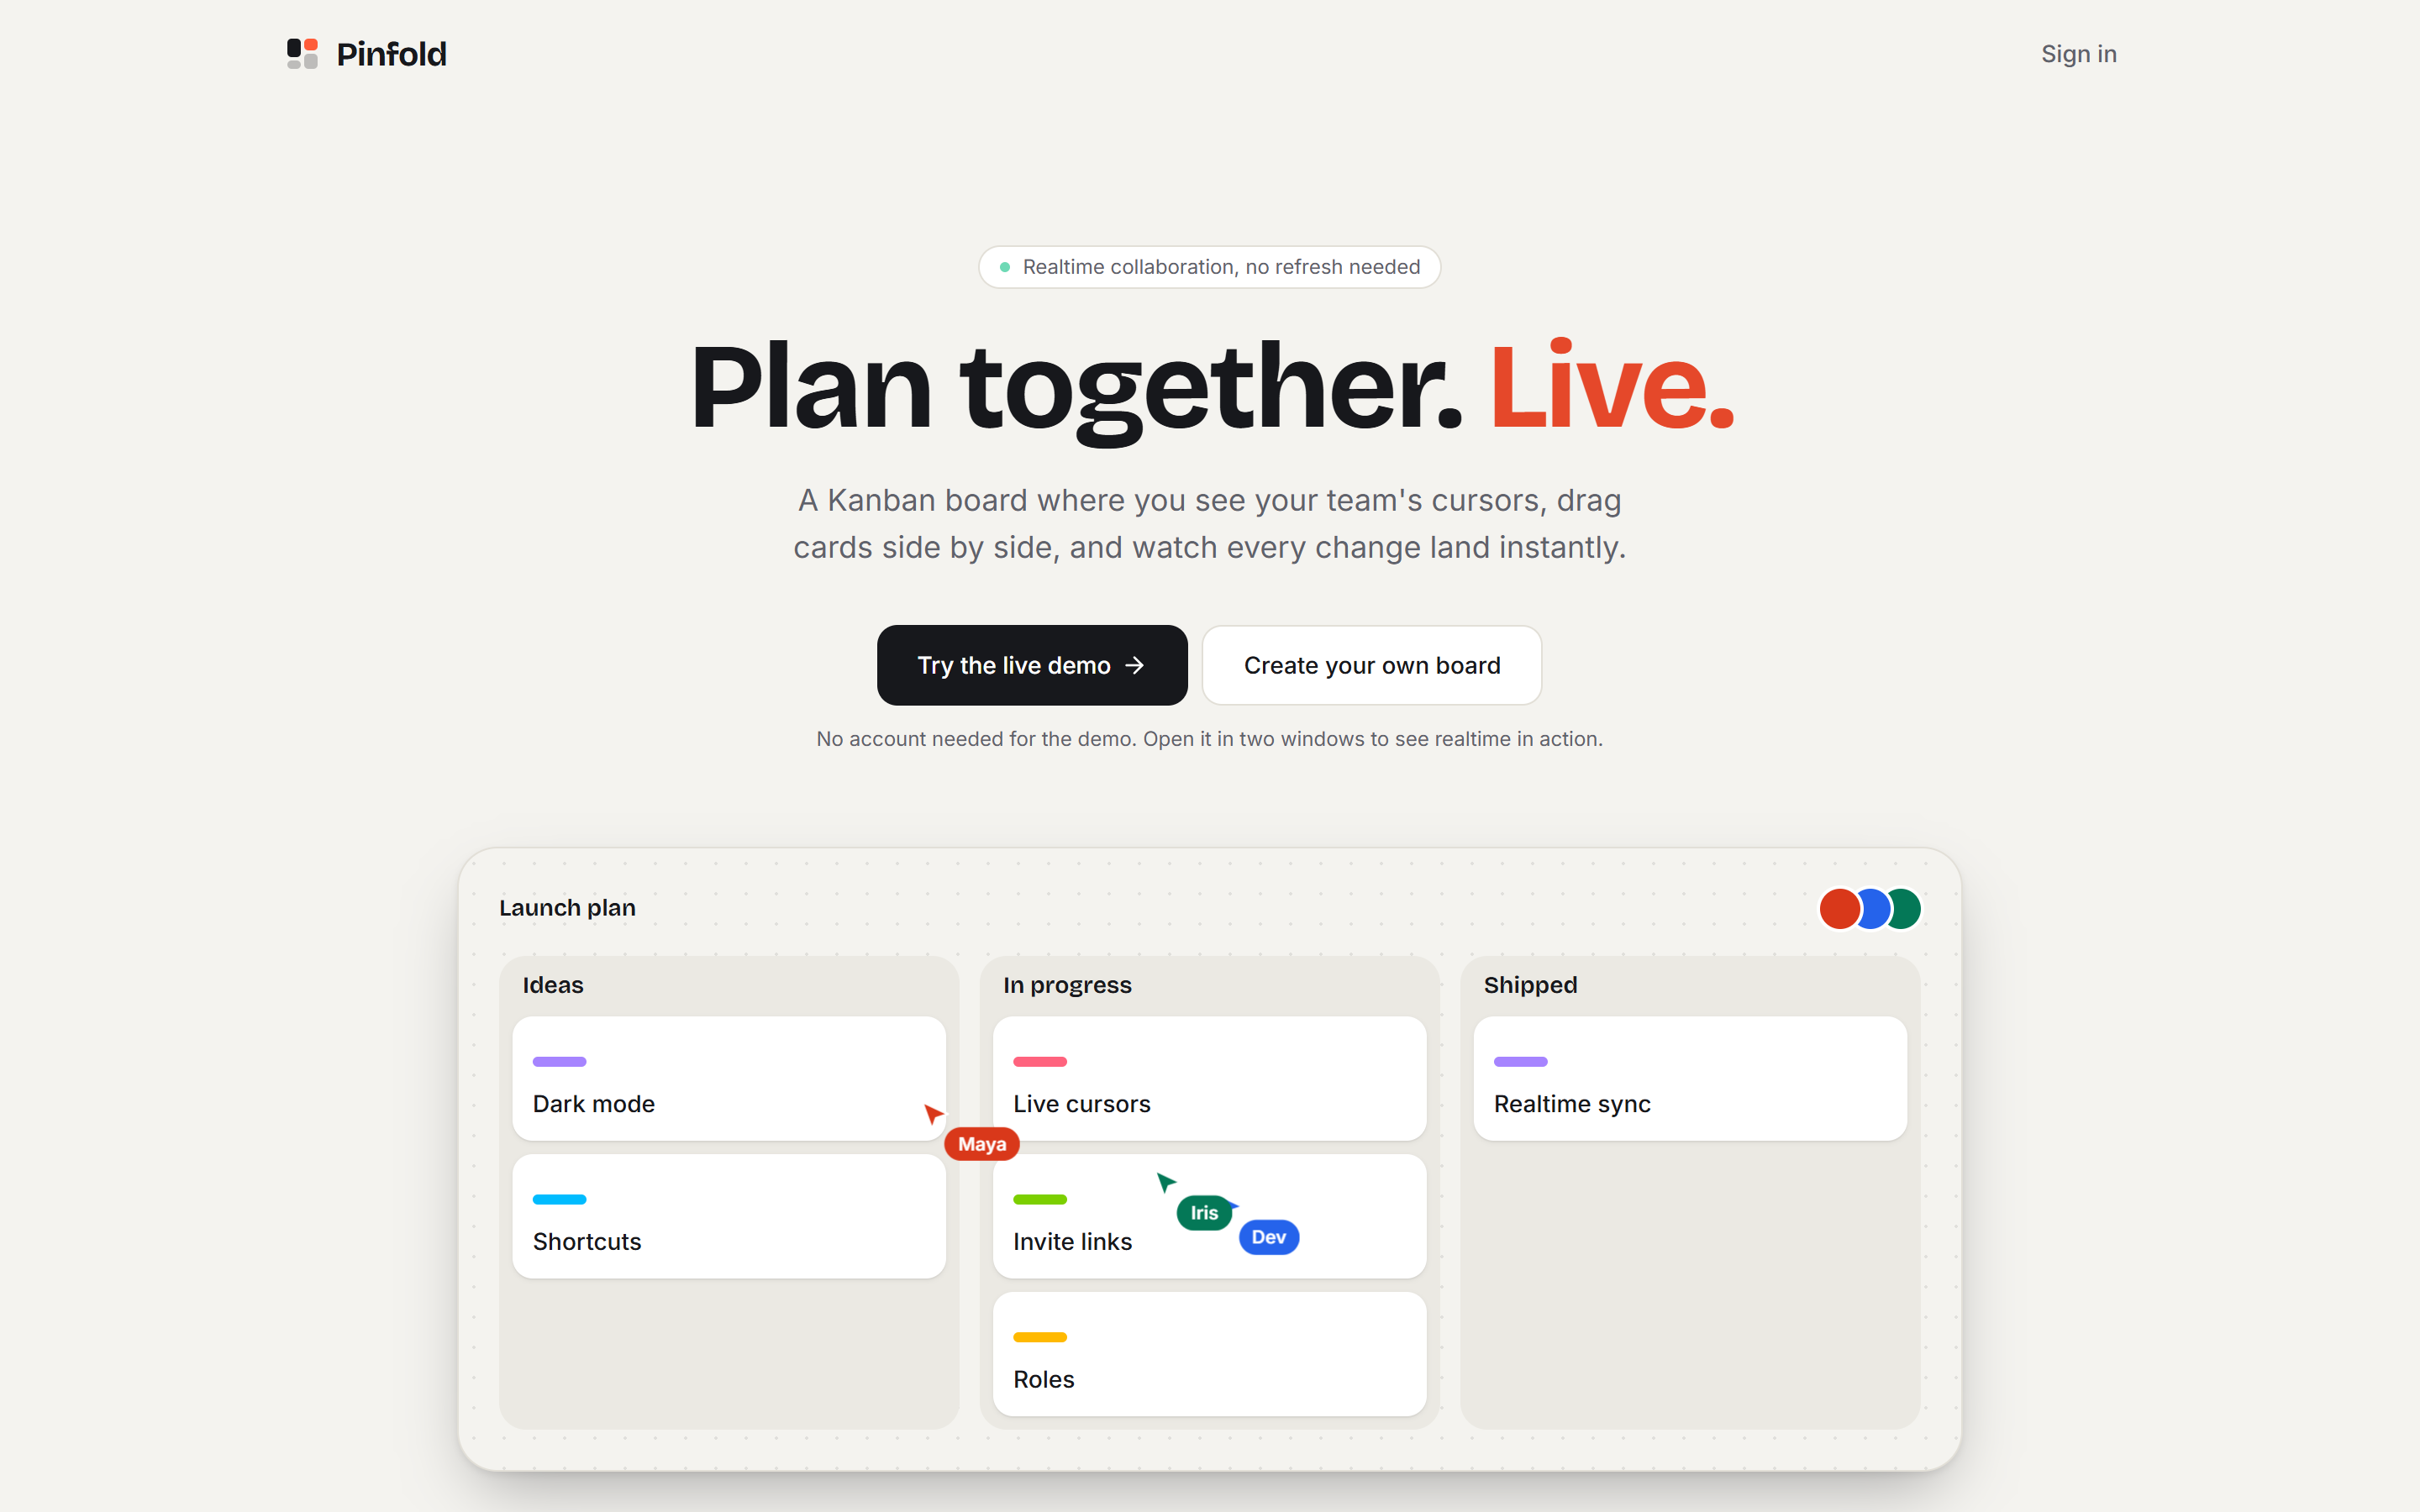 Pinfold
Sign in
Realtime collaboration, no refresh needed
Plan together. Live.
A Kanban board where you see your team's cursors, drag
cards side by side, and watch every change land instantly.
Try the live demo →
Create your own board
No account needed for the demo. Open it in two windows to see realtime in action.
Launch plan
Ideas
Dark mode
Shortcuts
In progress
Live cursors
Invite links
Roles
Shipped
Realtime sync
Maya
Iris
Dev